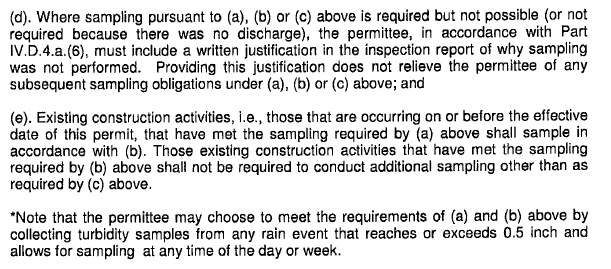 (d). Where sampling pursuant to (a), (b) or (c) above is required but not possible (or not
required because there was no discharge), the permittee, in accordance with Part
IV.D.4.a.(6), must include a written justification in the inspection report of why sampling
was not performed. Providing this justification does not relieve the permittee of any
subsequent sampling obligations under (a), (b) or (c) above; and
(e). Existing construction activities, i.e., those that are occurring on or before the effective
date of this permit, that have met the sampling required by (a) above shall sample in
accordance with (b). Those existing construction activities that have met the sampling
required by (b) above shall not be required to conduct additional sampling other than as
required by (c) above.
*Note that the permittee may choose to meet the requirements of (a) and (b) above by
collecting turbidity samples from any rain event that reaches or exceeds 0.5 inch and
allows for sampling at any time of the day or week.